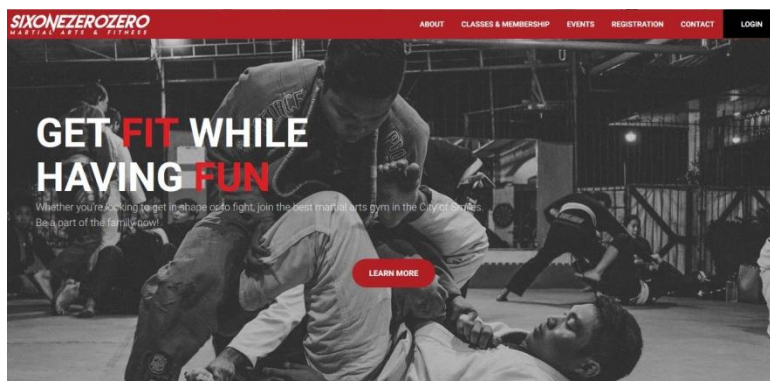 SIXONEZEROZERO
MARTIAL ARTS & FITNESS
ABOUT CLASSES & MEMBERSHIP EVENTS REGISTRATION CONTACT LOGIN
GET FIT WHILE
HAVING FUN
Whether you're looking to get in shape or to fight, join the best martial arts gym in the City of Smiles.
Be a part of the family now!
LEARN MORE